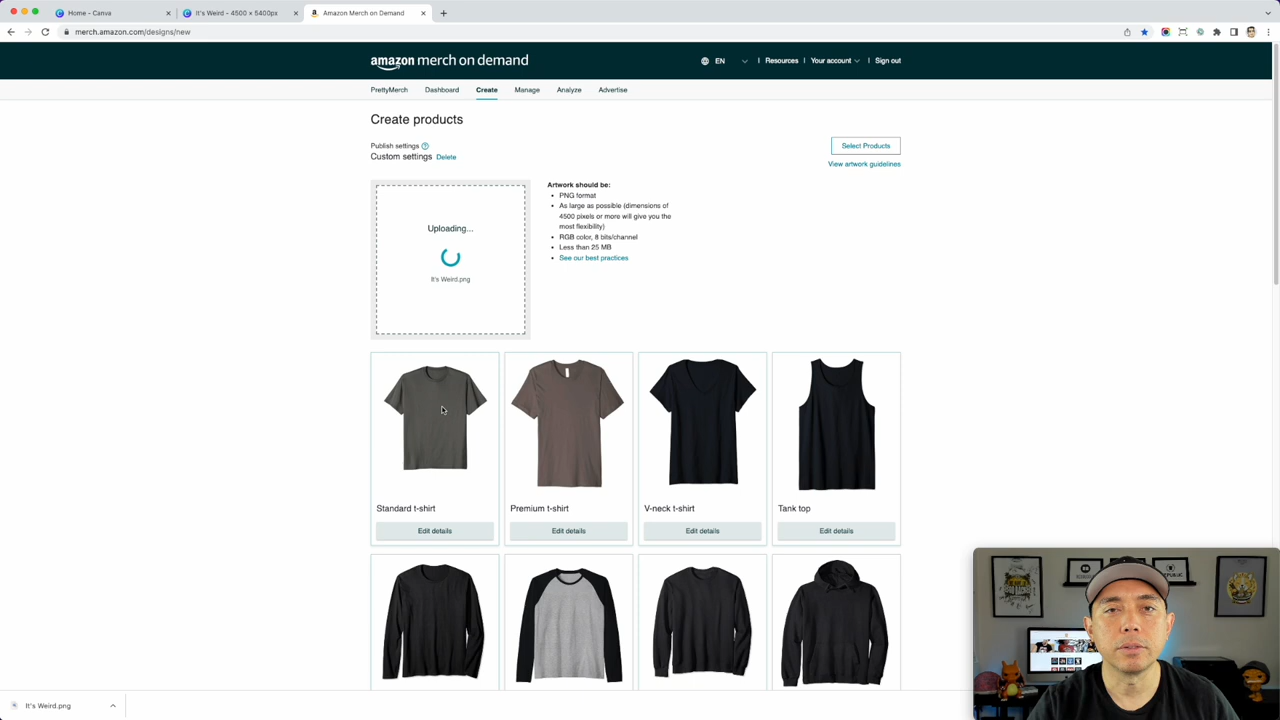 Home - Canva
It's Weird - 4500 × 5400px
Amazon Merch on Demand
merch.amazon.com/designs/new
amazon merch on demand
EN
Resources
Your account
Sign out
PrettyMerch
Dashboard
Create
Manage
Analyze
Advertise
Create products
Publish settings
Custom settings Delete
Select Products
View artwork guidelines
Uploading...
It's Weird.png
Artwork should be:
PNG format
As large as possible (dimensions of
4500 pixels or more will give you the
most flexibility)
RGB color, 8 bits/channel
Less than 25 MB
See our best practices
Standard t-shirt
Premium t-shirt
V-neck t-shirt
Tank top
Edit details
Edit details
Edit details
Edit details
It's Weird.png